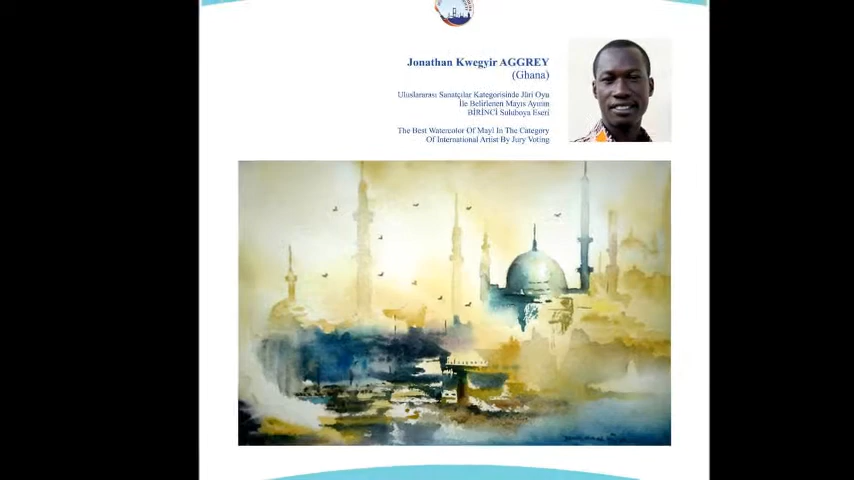 Jonathan Kwegyir AGGREY
(Ghana)
Uluslararası Sanatçılar Kategorisinde Jüri Oyu
İle Belirlenen Mayıs Ayının
BİRİNCİ Suluboya Eseri
The Best Watercolor Of Mayl In The Category
Of International Artist By Jury Voting